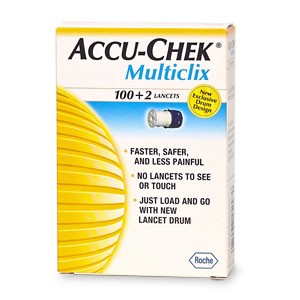 ACCU-CHEK®
Multiclix
100+2 LANCETS
New
Exclusive
Drum
Design
• FASTER, SAFER,
AND LESS PAINFUL
• NO LANCETS TO SEE
OR TOUCH
• JUST LOAD AND GO
WITH NEW
LANCET DRUM
Roche